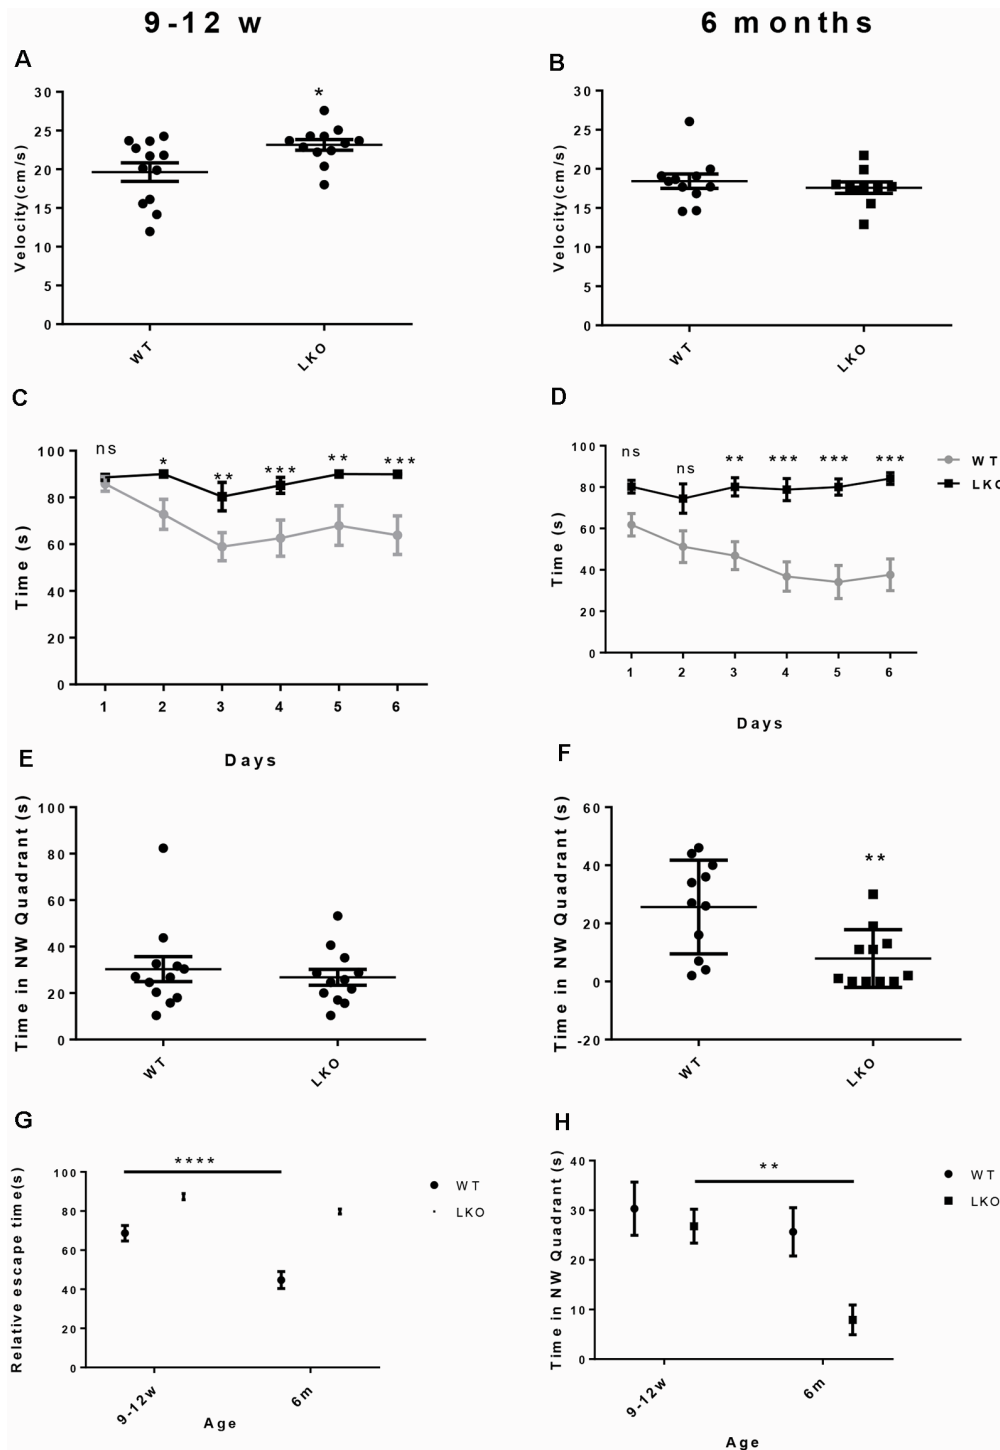 9-12 w
6 months
A
Velocity(cm/s)
30
25
20
15
10
5
0
*
WT
LKO
B
Velocity(cm/s)
30
25
20
15
10
5
0
WT
LKO
C
Time (s)
100
80
60
40
20
0
ns
*
**
***
**
***
1 2 3 4 5 6
Days
D
Time (s)
100
80
60
40
20
0
ns
ns
**
***
***
***
1 2 3 4 5 6
Days
WT
LKO
E
Time in NW Quadrant (s)
100
80
60
40
20
0
WT
LKO
F
Time in NW Quadrant (s)
60
40
20
0
-20
**
WT
LKO
G
Relative escape time(s)
100
80
60
40
20
0
****
9-12w
6m
Age
WT
LKO
H
Time in NW Quadrant (s)
40
30
20
10
0
**
9-12w
6m
Age
WT
LKO